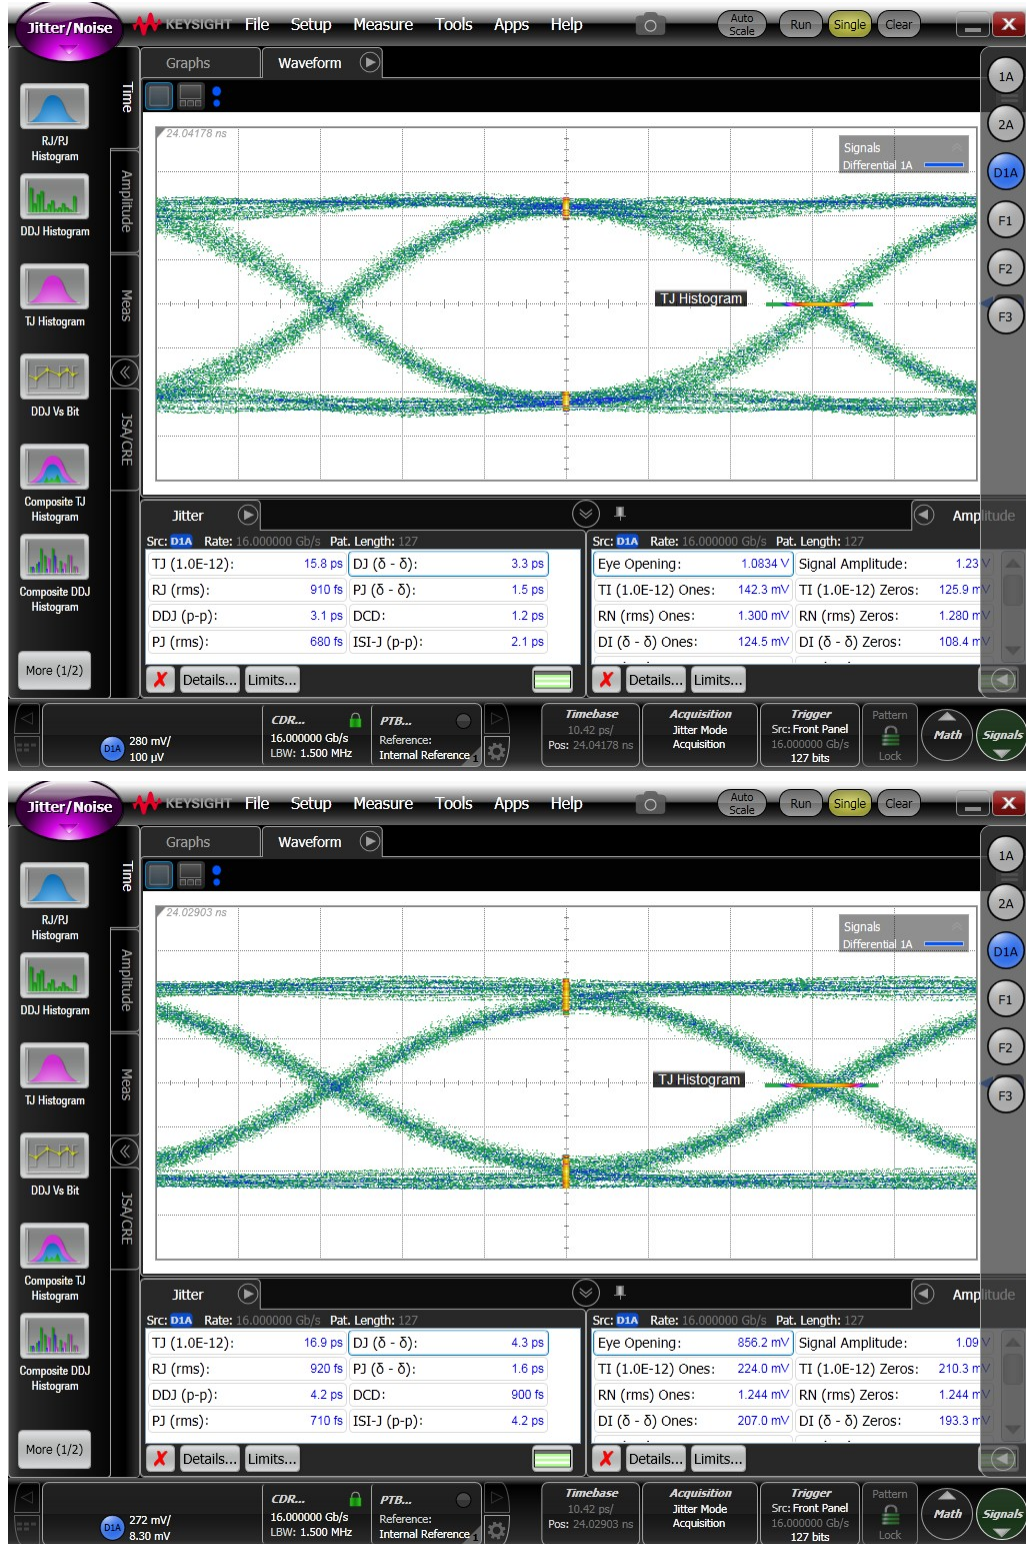 Jitter/Noise KEYSIGHT File Setup Measure Tools Apps Help Auto Scale Run Single Clear X
Graphs Waveform
Time
Amplitude
Meas
JSA/CRE
RJ/PJ
Histogram
DDJ Histogram
TJ Histogram
DDJ Vs Bit
Composite TJ
Histogram
Composite DDJ
Histogram
More (1/2)
24.04178 ns
Signals
Differential 1A
TJ Histogram
1A
2A
D1A
F1
F2
F3
Jitter Amplitude
Src: D1A Rate: 16.000000 Gb/s Pat. Length: 127 Src: D1A Rate: 16.000000 Gb/s Pat. Length: 127
TJ (1.0E-12): 15.8 ps DJ (δ - δ): 3.3 ps Eye Opening: 1.0834 V Signal Amplitude: 1.23
RJ (rms): 910 fs PJ (δ - δ): 1.5 ps TI (1.0E-12) Ones: 142.3 mV TI (1.0E-12) Zeros: 125.9 mV
DDJ (p-p): 3.1 ps DCD: 1.2 ps RN (rms) Ones: 1.300 mV RN (rms) Zeros: 1.280 mV
PJ (rms): 680 fs ISI-J (p-p): 2.1 ps DI (δ - δ) Ones: 124.5 mV DI (δ - δ) Zeros: 108.4 mV
✗ Details... Limits... ✗ Details... Limits...
D1A 280 mV/
100 µV
CDR...
16.000000 Gb/s
LBW: 1.500 MHz
PTB...
Reference:
Internal Reference
1
Timebase
10.42 ps/
Pos: 24.04178 ns
Acquisition
Jitter Mode
Acquisition
Trigger
Src: Front Panel
16.000000 Gb/s
127 bits
Pattern
Lock
Math
Signals
Jitter/Noise KEYSIGHT File Setup Measure Tools Apps Help Auto Scale Run Single Clear X
Graphs Waveform
Time
Amplitude
Meas
JSA/CRE
RJ/PJ
Histogram
DDJ Histogram
TJ Histogram
DDJ Vs Bit
Composite TJ
Histogram
Composite DDJ
Histogram
More (1/2)
24.02903 ns
Signals
Differential 1A
TJ Histogram
1A
2A
D1A
F1
F2
F3
Jitter Amplitude
Src: D1A Rate: 16.000000 Gb/s Pat. Length: 127 Src: D1A Rate: 16.000000 Gb/s Pat. Length: 127
TJ (1.0E-12): 16.9 ps DJ (δ - δ): 4.3 ps Eye Opening: 856.2 mV Signal Amplitude: 1.09
RJ (rms): 920 fs PJ (δ - δ): 1.6 ps TI (1.0E-12) Ones: 224.0 mV TI (1.0E-12) Zeros: 210.3 mV
DDJ (p-p): 4.2 ps DCD: 900 fs RN (rms) Ones: 1.244 mV RN (rms) Zeros: 1.244 mV
PJ (rms): 710 fs ISI-J (p-p): 4.2 ps DI (δ - δ) Ones: 207.0 mV DI (δ - δ) Zeros: 193.3 mV
✗ Details... Limits... ✗ Details... Limits...
D1A 272 mV/
8.30 mV
CDR...
16.000000 Gb/s
LBW: 1.500 MHz
PTB...
Reference:
Internal Reference
1
Timebase
10.42 ps/
Pos: 24.02903 ns
Acquisition
Jitter Mode
Acquisition
Trigger
Src: Front Panel
16.000000 Gb/s
127 bits
Pattern
Lock
Math
Signals